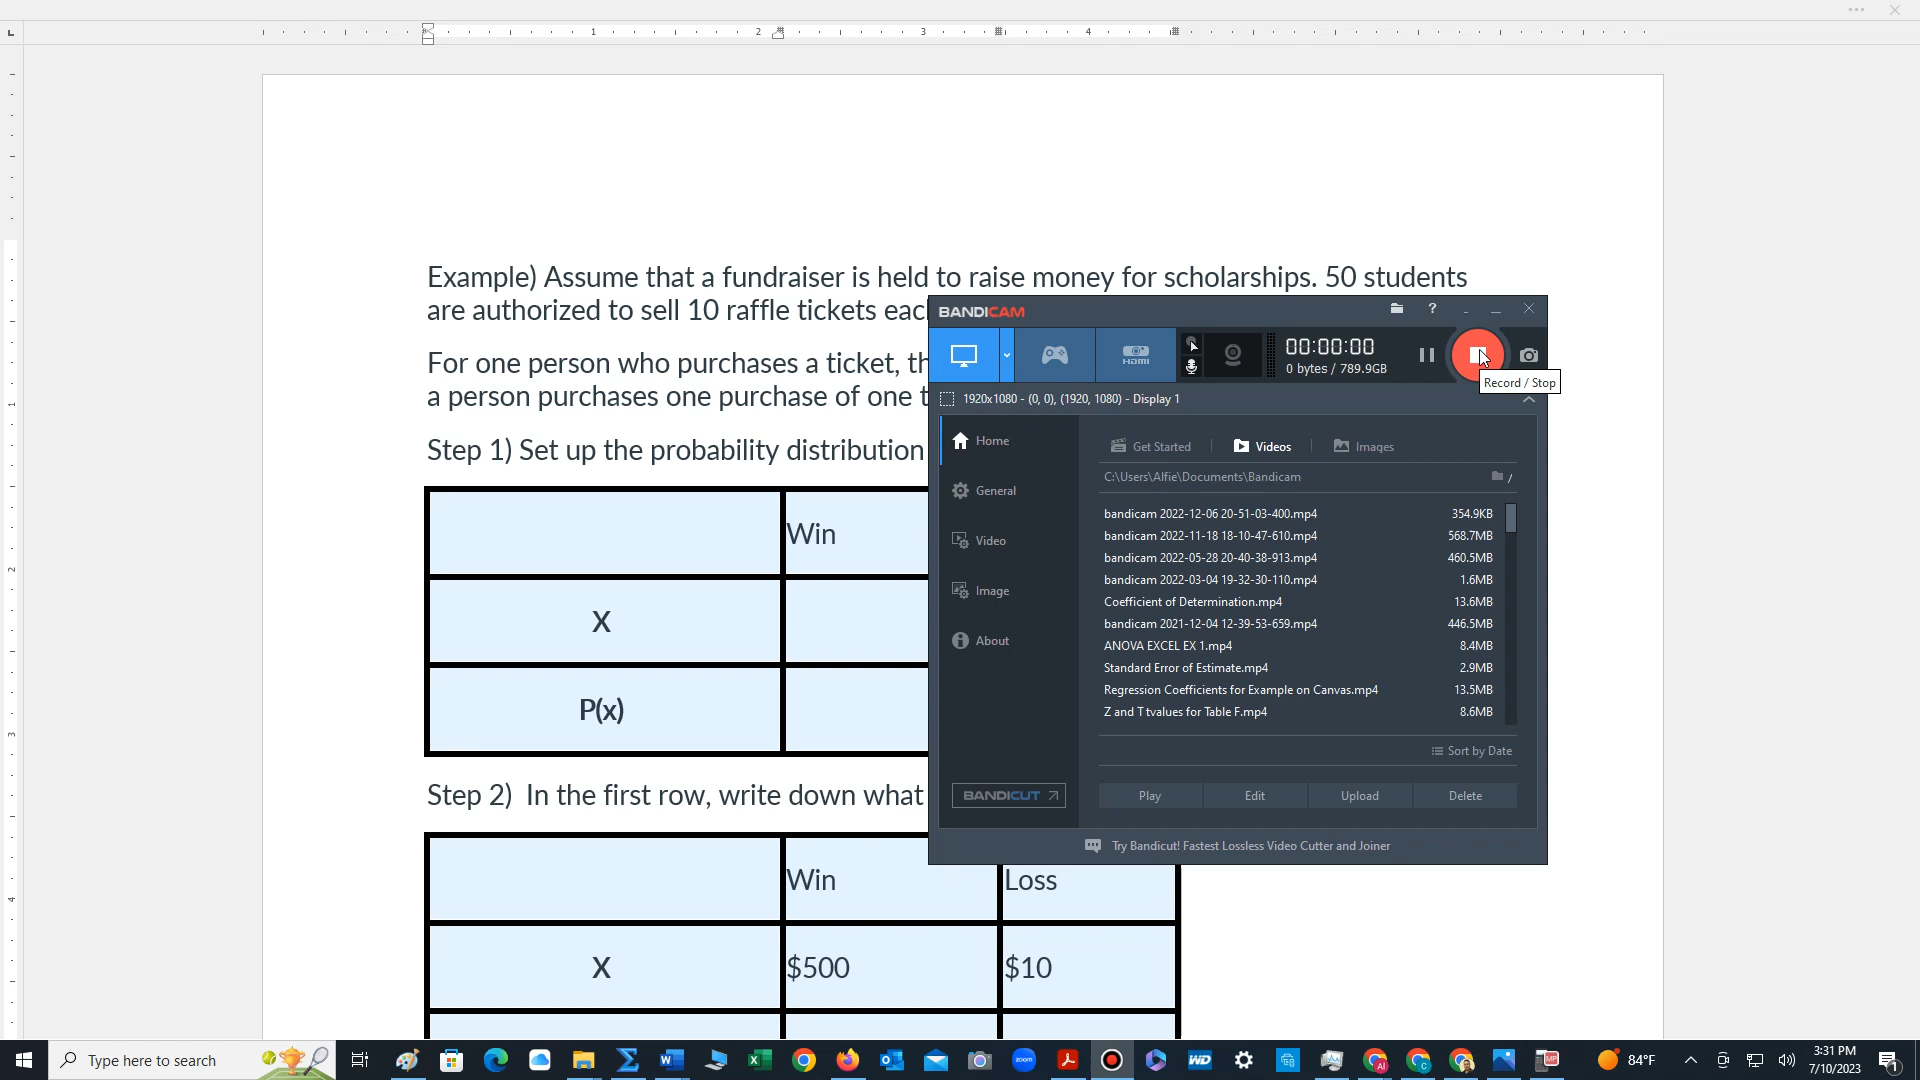 1 2 3 4
Example) Assume that a fundraiser is held to raise money for scholarships. 50 students
are authorized to sell 10 raffle tickets eac
For one person who purchases a ticket, th
a person purchases one purchase of one t
Step 1) Set up the probability distribution
Win
X
P(x)
Step 2) In the first row, write down what
Win Loss
X $500 $10
BANDICAM
?
HDMI
00:00:00
0 bytes / 789.9GB
Record / Stop
1920x1080 - (0, 0), (1920, 1080) - Display 1
Home
General
Video
Image
About
BANDICUT
Get Started Videos Images
C:\Users\Alfie\Documents\Bandicam
bandicam 2022-12-06 20-51-03-400.mp4 354.9KB
bandicam 2022-11-18 18-10-47-610.mp4 568.7MB
bandicam 2022-05-28 20-40-38-913.mp4 460.5MB
bandicam 2022-03-04 19-32-30-110.mp4 1.6MB
Coefficient of Determination.mp4 13.6MB
bandicam 2021-12-04 12-39-53-659.mp4 446.5MB
ANOVA EXCEL EX 1.mp4 8.4MB
Standard Error of Estimate.mp4 2.9MB
Regression Coefficients for Example on Canvas.mp4 13.5MB
Z and T tvalues for Table F.mp4 8.6MB
Sort by Date
Play Edit Upload Delete
Try Bandicut! Fastest Lossless Video Cutter and Joiner
Type here to search
84°F
3:31 PM
7/10/2023